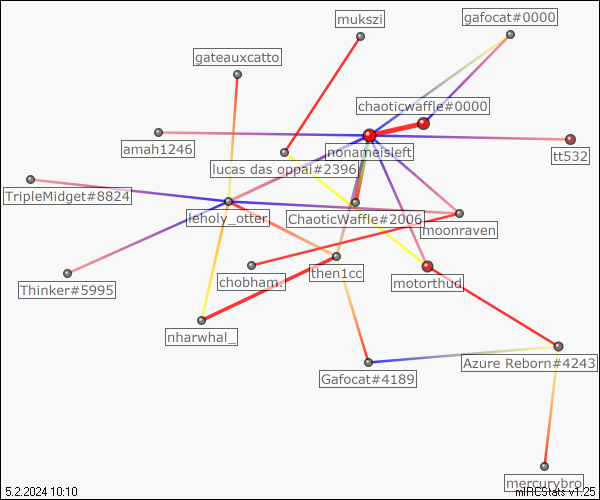 mukszi
gafocat#0000
gateauxcatto
chaoticwaffle#0000
amah1246
nonameisleft
tt532
lucas das oppai#2396
TripleMidget#8824
leholy_otter
ChaoticWaffle#2006
moonraven
Thinker#5995
chobham.
then1cc
motorthud
nharwhal_
Gafocat#4189
Azure Reborn#4243
mercurybro
5.2.2024 10:10
mIRCStats v1.25